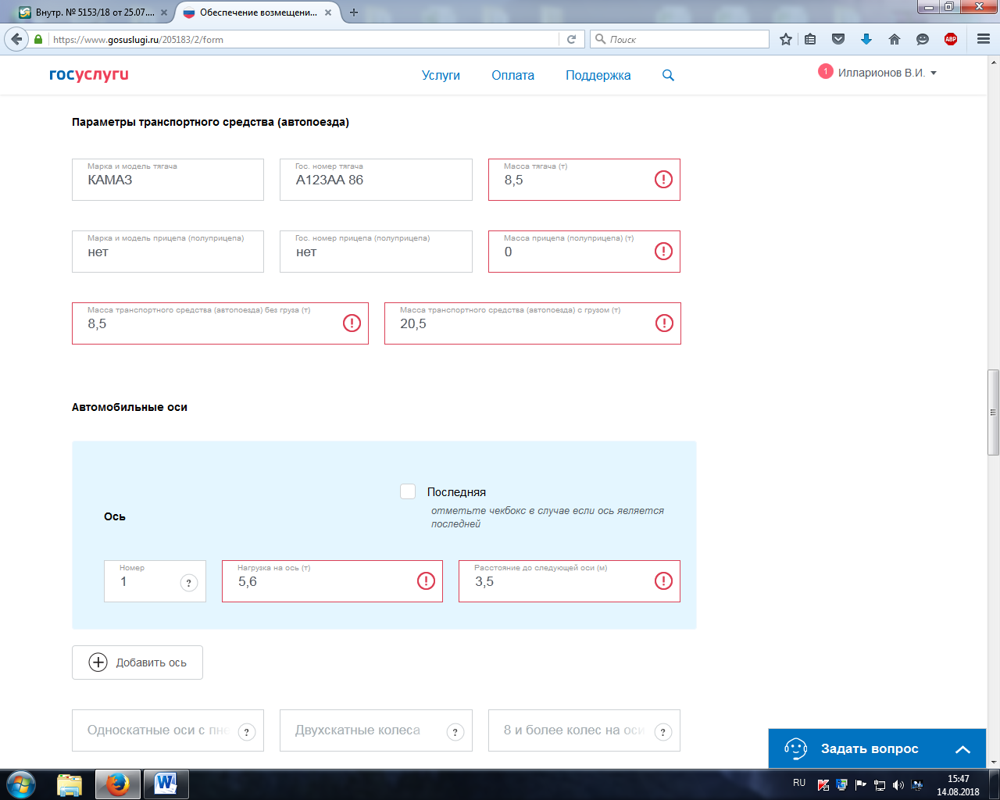 Внутр. № 5153/18 от 25.07....
Обеспечение возмещени...
https://www.gosuslugi.ru/205183/2/form
Поиск
ABP
госуслуги
Услуги
Оплата
Поддержка
1
Илларионов В.И.
Параметры транспортного средства (автопоезда)
Марка и модель тягача
КАМАЗ
Гос. номер тягача
А123АА 86
Масса тягача (т)
8,5
Марка и модель прицепа (полуприцепа)
нет
Гос. номер прицепа (полуприцепа)
нет
Масса прицепа (полуприцепа) (т)
0
Масса транспортного средства (автопоезда) без груза (т)
8,5
Масса транспортного средства (автопоезда) с грузом (т)
20,5
Автомобильные оси
Последняя
отметьте чекбокс в случае если ось является
последней
Ось
Номер
1
?
Нагрузка на ось (т)
5,6
Расстояние до следующей оси (м)
3,5
Добавить ось
Односкатные оси с пне
?
Двухскатные колеса
?
8 и более колес на оси
?
Задать вопрос
RU
15:47
14.08.2018